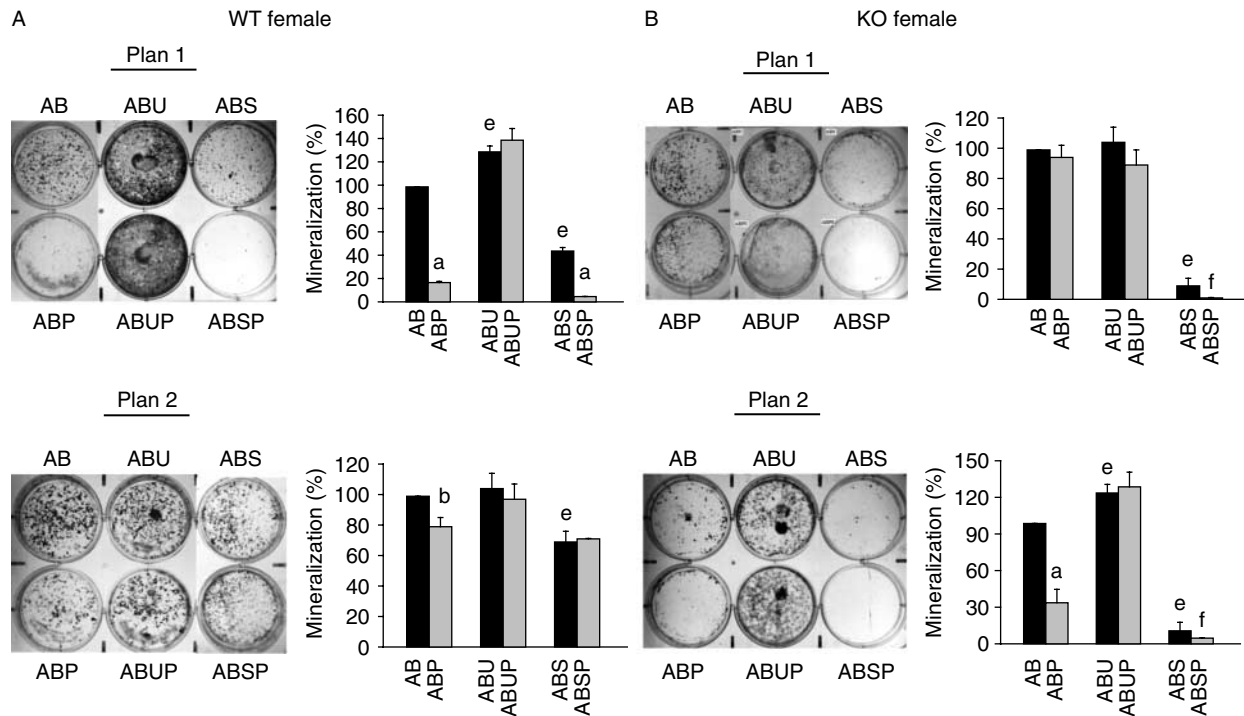 A WT female
Plan 1
AB ABU ABS
ABP ABUP ABSP
Mineralization (%)
160
140
120
100
80
60
40
20
0
a
e
e
a
AB
ABP
ABU
ABUP
ABS
ABSP
Plan 2
AB ABU ABS
ABP ABUP ABSP
Mineralization (%)
120
100
80
60
40
20
0
b
e
AB
ABP
ABU
ABUP
ABS
ABSP
B KO female
Plan 1
AB ABU ABS
ABP ABUP ABSP
Mineralization (%)
120
100
80
60
40
20
0
e
f
AB
ABP
ABU
ABUP
ABS
ABSP
Plan 2
AB ABU ABS
ABP ABUP ABSP
Mineralization (%)
150
120
90
60
30
0
a
e
e
f
AB
ABP
ABU
ABUP
ABS
ABSP